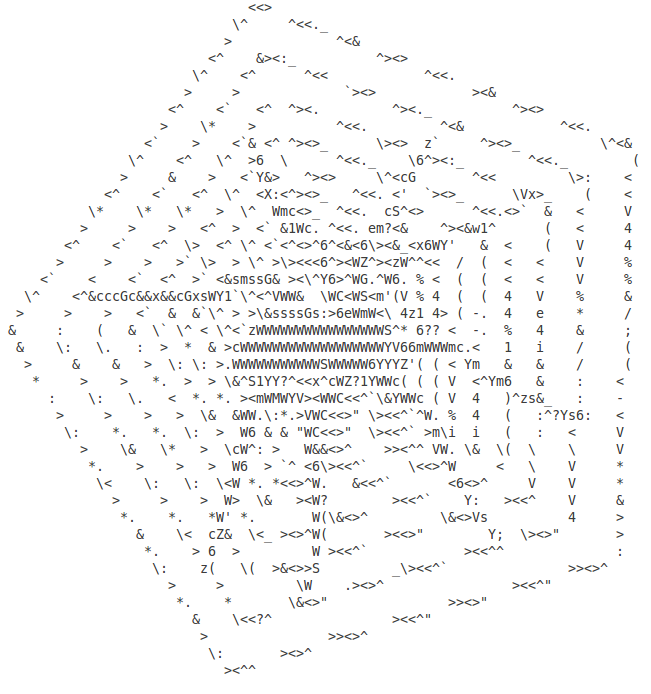 <<>
\^ ^<<._
> ^<&
<^ &><:_ ^><>
\^ <^ ^<< ^<<.
> > `><> ><&
<^ <` <^ ^><. ^><._ ^><>
> \* > ^<<. ^<& ^<<.
<` > <`& <^ ^><>_ \><> z` ^><>_ \^<&
\^ <^ \^ >6 \ ^<<._ \6^><:_ ^<<._ (
> & > <`Y&> ^><> \^<cG ^<< \>: <
<^ <` <^ \^ <X:<^><>_ ^<<. <' `><>_ \Vx>_ ( <
\* \* \* > \^ Wmc<>_ ^<<. cS^<> ^<<.<>` & < V
> > > <^ > <` &1Wc. ^<<. em?<& ^><&w1^ ( < 4
<^ <` <^ \> <^ \^ <`<^<>^6^<&<6\><&_<x6WY' & < ( V 4
> > > >` \> > \^ >\><<<6^><WZ^><zW^^<< / ( < < V %
<` < <` <^ >` <&smssG& ><\^Y6>^WG.^W6. % < ( ( < < V %
\^ <^&cccGc&&x&&cGxsWY1`\^<^VWW& \WC<WS<m'(V % 4 ( ( 4 V % &
> > > <` & &`\^ > >\&ssssGs:>6eWmW<\ 4z1 4> ( -. 4 e * /
& : ( & \` \^ < \^<`zWWWWWWWWWWWWWWWWS^* 6?? < -. % 4 & ;
& \: \. : > * & >cWWWWWWWWWWWWWWWWWWYV66mWWWmc.< 1 i / (
> & & > \: \: >.WWWWWWWWWWWSWWWWW6YYYZ'( ( < Ym & & / (
* > > *. > > \&^S1YY?^<<x^cWZ?1YWWc( ( ( V <^Ym6 & : <
: \: \. < *. *. ><mWMWYV><WWC<<^`\&YWWc ( V 4 )^zs&_ : -
> > > > \& &WW.\:*.>VWC<<>" \><<^`^W. % 4 ( :^?Ys6: <
\: *. *. \: > W6 & & "WC<<>" \><<^` >m\i i ( : < V
> \& \* > \cW^: > W&&<>^ >><^^ VW. \& \( \ \ V
*. > > > W6 > `^ <6\><<^` \<<>^W < \ V *
\< \: \: \<W *. *<<>^W. &<<^` <6<>^ V V *
> > > W> \& ><W? ><<^` Y: ><<^ V &
*. *. *W' *. W(\&<>^ \&<>Vs 4 >
& \< cZ& \<_ ><>^W( ><<>" Y; \><>" >
*. > 6 > W ><<^` ><<^^ :
\: z( \( >&<>>S _\><<^` >><>^
> > \W .><>^ ><<^"
*. * \&<>" >><>"
& \<<?^ ><<^"
> >><>^
\: ><>^
><^^